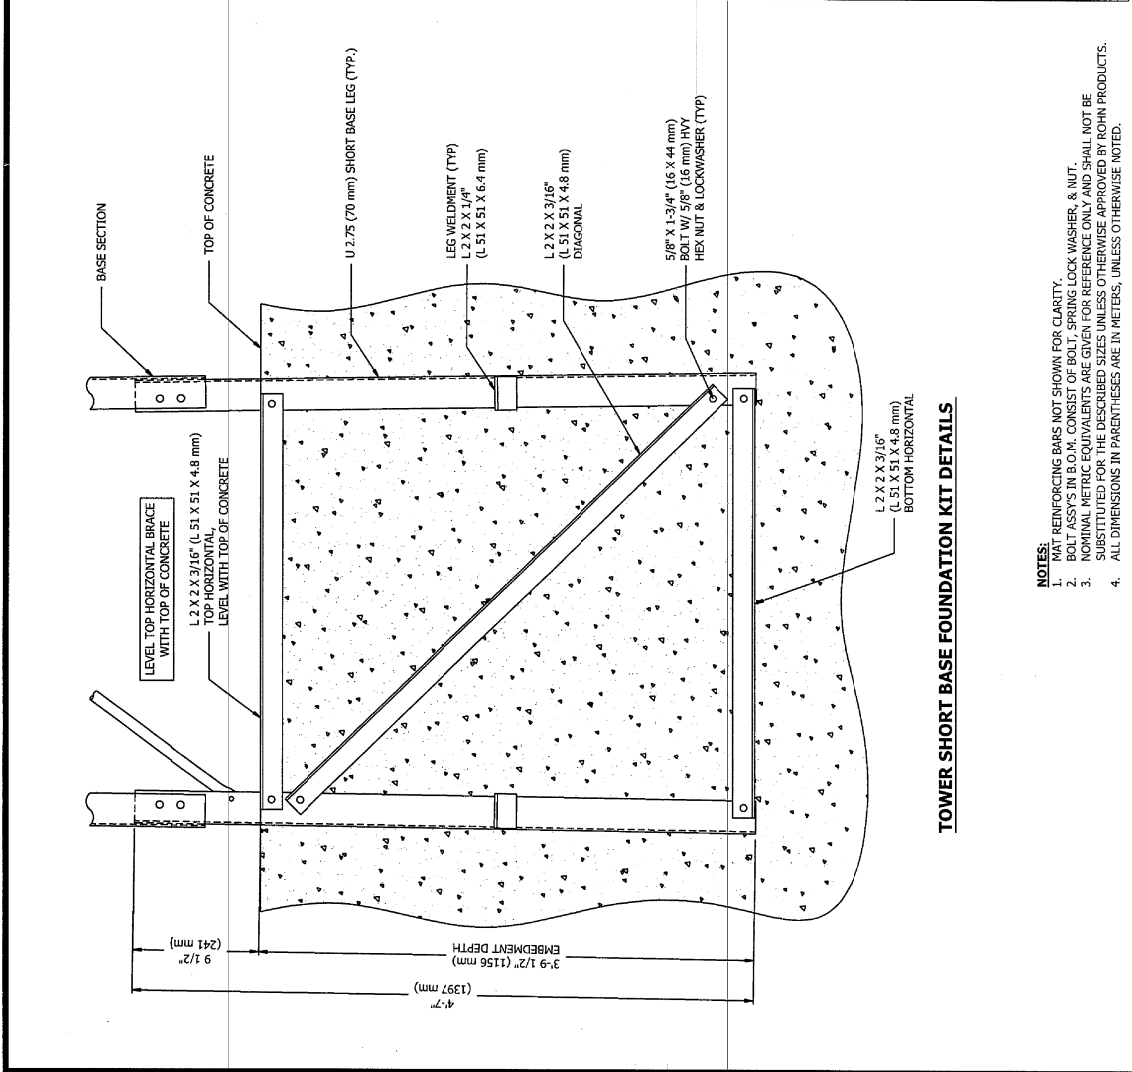 BASE SECTION
TOP OF CONCRETE
U 2.75 (70 mm) SHORT BASE LEG (TYP.)
LEG WELDMENT (TYP)
L 2 X 2 X 1/4"
(L 51 X 51 X 6.4 mm)
L 2 X 2 X 3/16"
(L 51 X 51 X 4.8 mm)
DIAGONAL
5/8" X 1-3/4" (16 X 44 mm)
BOLT W/ 5/8" (16 mm) HVY
HEX NUT & LOCKWASHER (TYP)
LEVEL TOP HORIZONTAL BRACE
WITH TOP OF CONCRETE
L 2 X 2 X 3/16" (L 51 X 51 X 4.8 mm)
TOP HORIZONTAL,
LEVEL WITH TOP OF CONCRETE
L 2 X 2 X 3/16"
(L 51 X 51 X 4.8 mm)
BOTTOM HORIZONTAL
9 1/2"
(241 mm)
3'-9 1/2" (1156 mm)
EMBEDMENT DEPTH
4'-7"
(1397 mm)
TOWER SHORT BASE FOUNDATION KIT DETAILS
NOTES:
1. MAT REINFORCING BARS NOT SHOWN FOR CLARITY.
2. BOLT ASSY'S IN B.O.M. CONSIST OF BOLT, SPRING LOCK WASHER, & NUT.
3. NOMINAL METRIC EQUIVALENTS ARE GIVEN FOR REFERENCE ONLY AND SHALL NOT BE
SUBSTITUTED FOR THE DESCRIBED SIZES UNLESS OTHERWISE APPROVED BY ROHN PRODUCTS.
4. ALL DIMENSIONS IN PARENTHESES ARE IN METERS, UNLESS OTHERWISE NOTED.